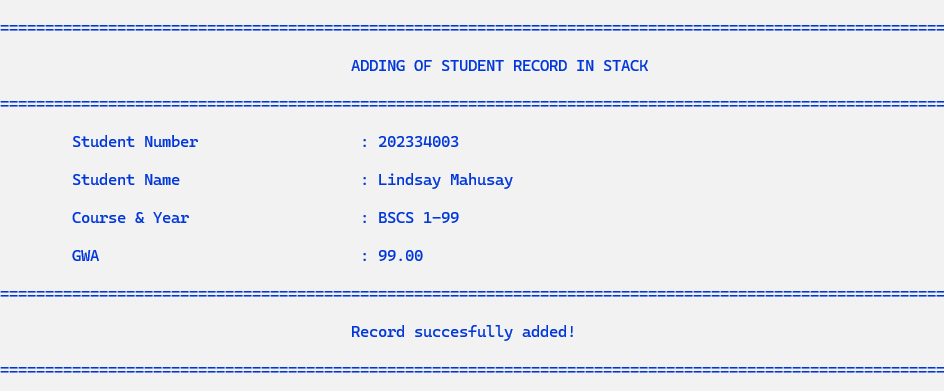 ================================================================================
ADDING OF STUDENT RECORD IN STACK
================================================================================
Student Number : 202334003
Student Name : Lindsay Mahusay
Course & Year : BSCS 1-99
GWA : 99.00
================================================================================
Record succesfully added!
================================================================================